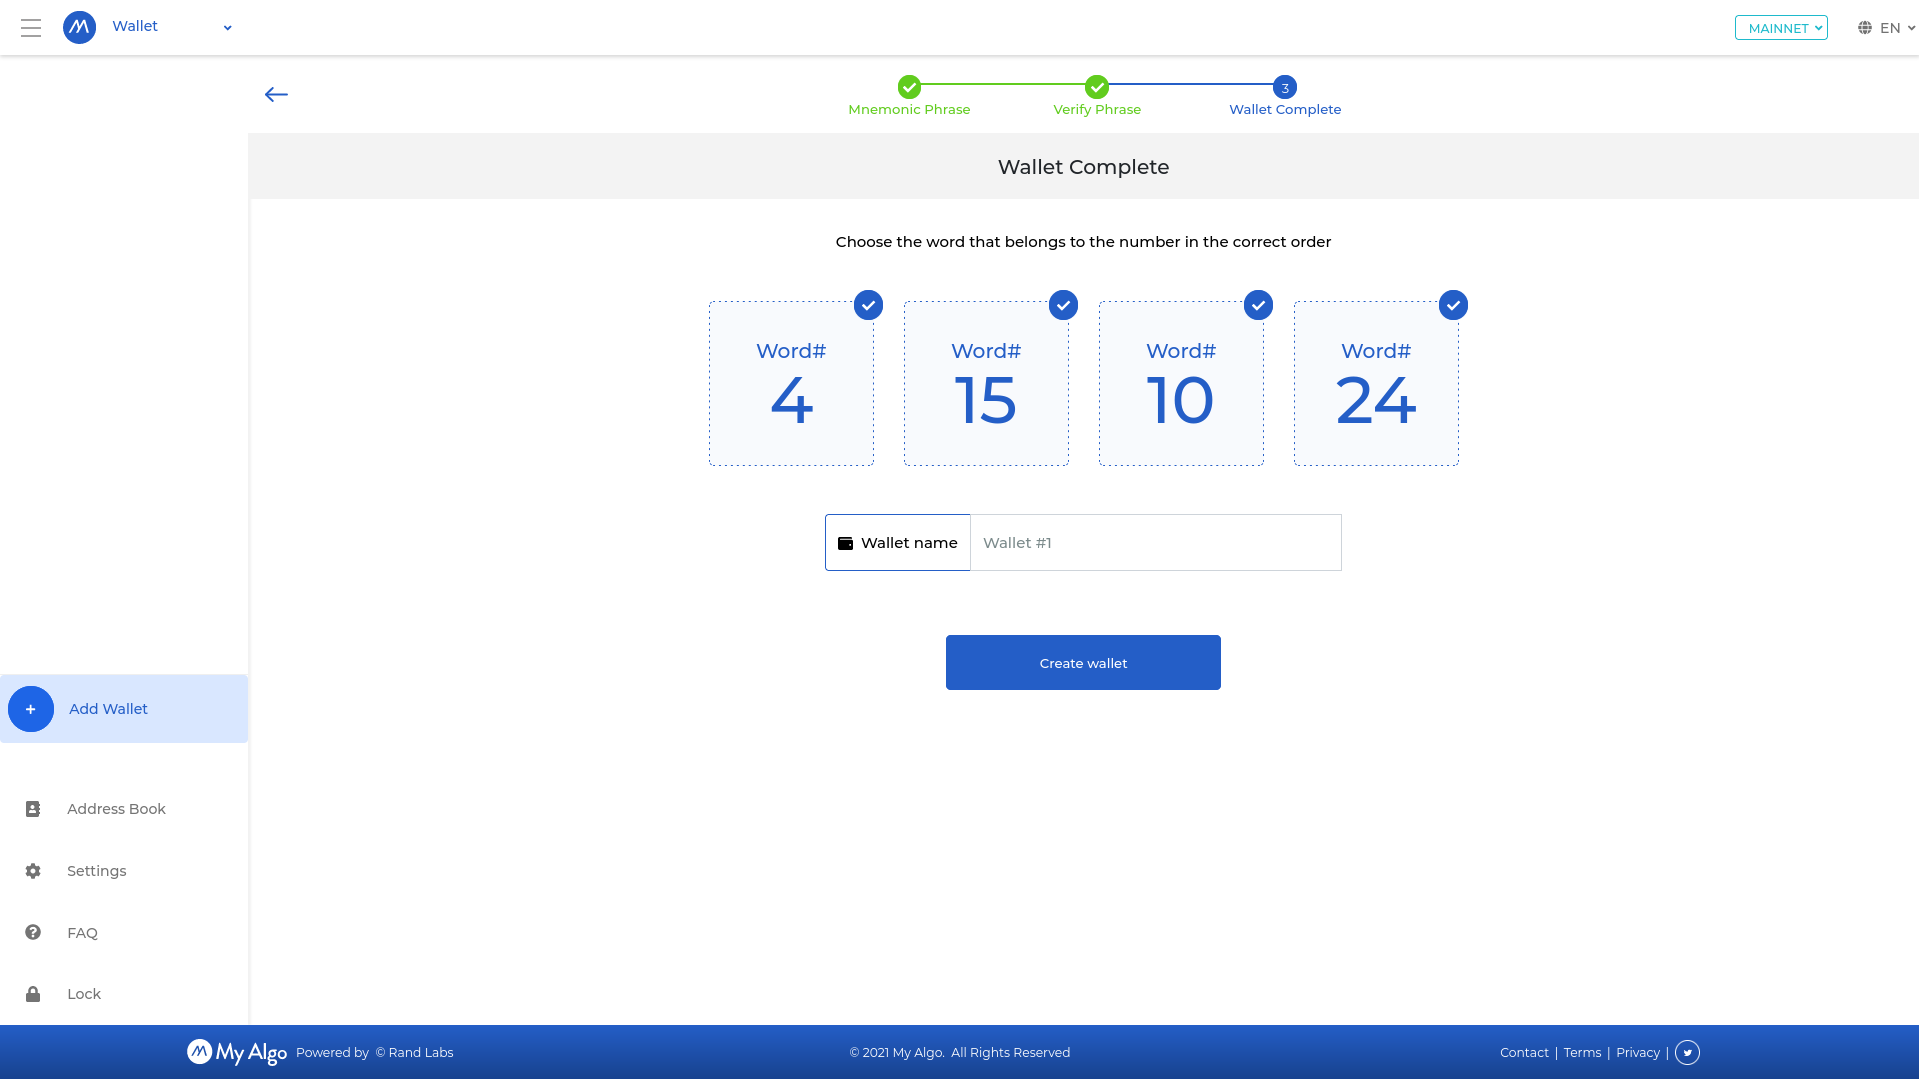 Wallet
MAINNET
EN
Mnemonic Phrase
Verify Phrase
3
Wallet Complete
Wallet Complete
Choose the word that belongs to the number in the correct order
Word#
4
Word#
15
Word#
10
Word#
24
Wallet name
Wallet #1
Create wallet
Add Wallet
Address Book
Settings
FAQ
Lock
My Algo Powered by © Rand Labs
© 2021 My Algo. All Rights Reserved
Contact | Terms | Privacy |